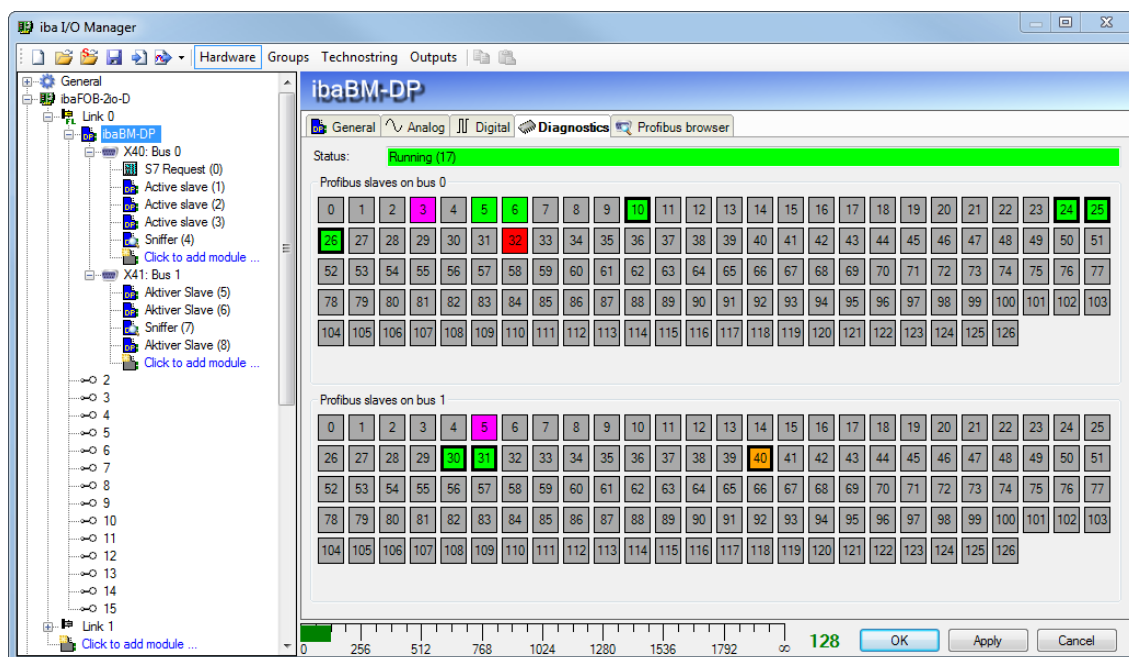 iba I/O Manager
Hardware Groups Technostring Outputs
General
ibaFOB-2io-D
Link 0
ibaBM-DP
X40: Bus 0
S7 Request (0)
Active slave (1)
Active slave (2)
Active slave (3)
Sniffer (4)
Click to add module ...
X41: Bus 1
Aktiver Slave (5)
Aktiver Slave (6)
Sniffer (7)
Aktiver Slave (8)
Click to add module ...
2
3
4
5
6
7
8
9
10
11
12
13
14
15
Link 1
Click to add module ...
ibaBM-DP
General Analog Digital Diagnostics Profibus browser
Status: Running (17)
Profibus slaves on bus 0
0 1 2 3 4 5 6 7 8 9 10 11 12 13 14 15 16 17 18 19 20 21 22 23 24 25
26 27 28 29 30 31 32 33 34 35 36 37 38 39 40 41 42 43 44 45 46 47 48 49 50 51
52 53 54 55 56 57 58 59 60 61 62 63 64 65 66 67 68 69 70 71 72 73 74 75 76 77
78 79 80 81 82 83 84 85 86 87 88 89 90 91 92 93 94 95 96 97 98 99 100 101 102 103
104 105 106 107 108 109 110 111 112 113 114 115 116 117 118 119 120 121 122 123 124 125 126
Profibus slaves on bus 1
0 1 2 3 4 5 6 7 8 9 10 11 12 13 14 15 16 17 18 19 20 21 22 23 24 25
26 27 28 29 30 31 32 33 34 35 36 37 38 39 40 41 42 43 44 45 46 47 48 49 50 51
52 53 54 55 56 57 58 59 60 61 62 63 64 65 66 67 68 69 70 71 72 73 74 75 76 77
78 79 80 81 82 83 84 85 86 87 88 89 90 91 92 93 94 95 96 97 98 99 100 101 102 103
104 105 106 107 108 109 110 111 112 113 114 115 116 117 118 119 120 121 122 123 124 125 126
0 256 512 768 1024 1280 1536 1792 ∞ 128 OK Apply Cancel